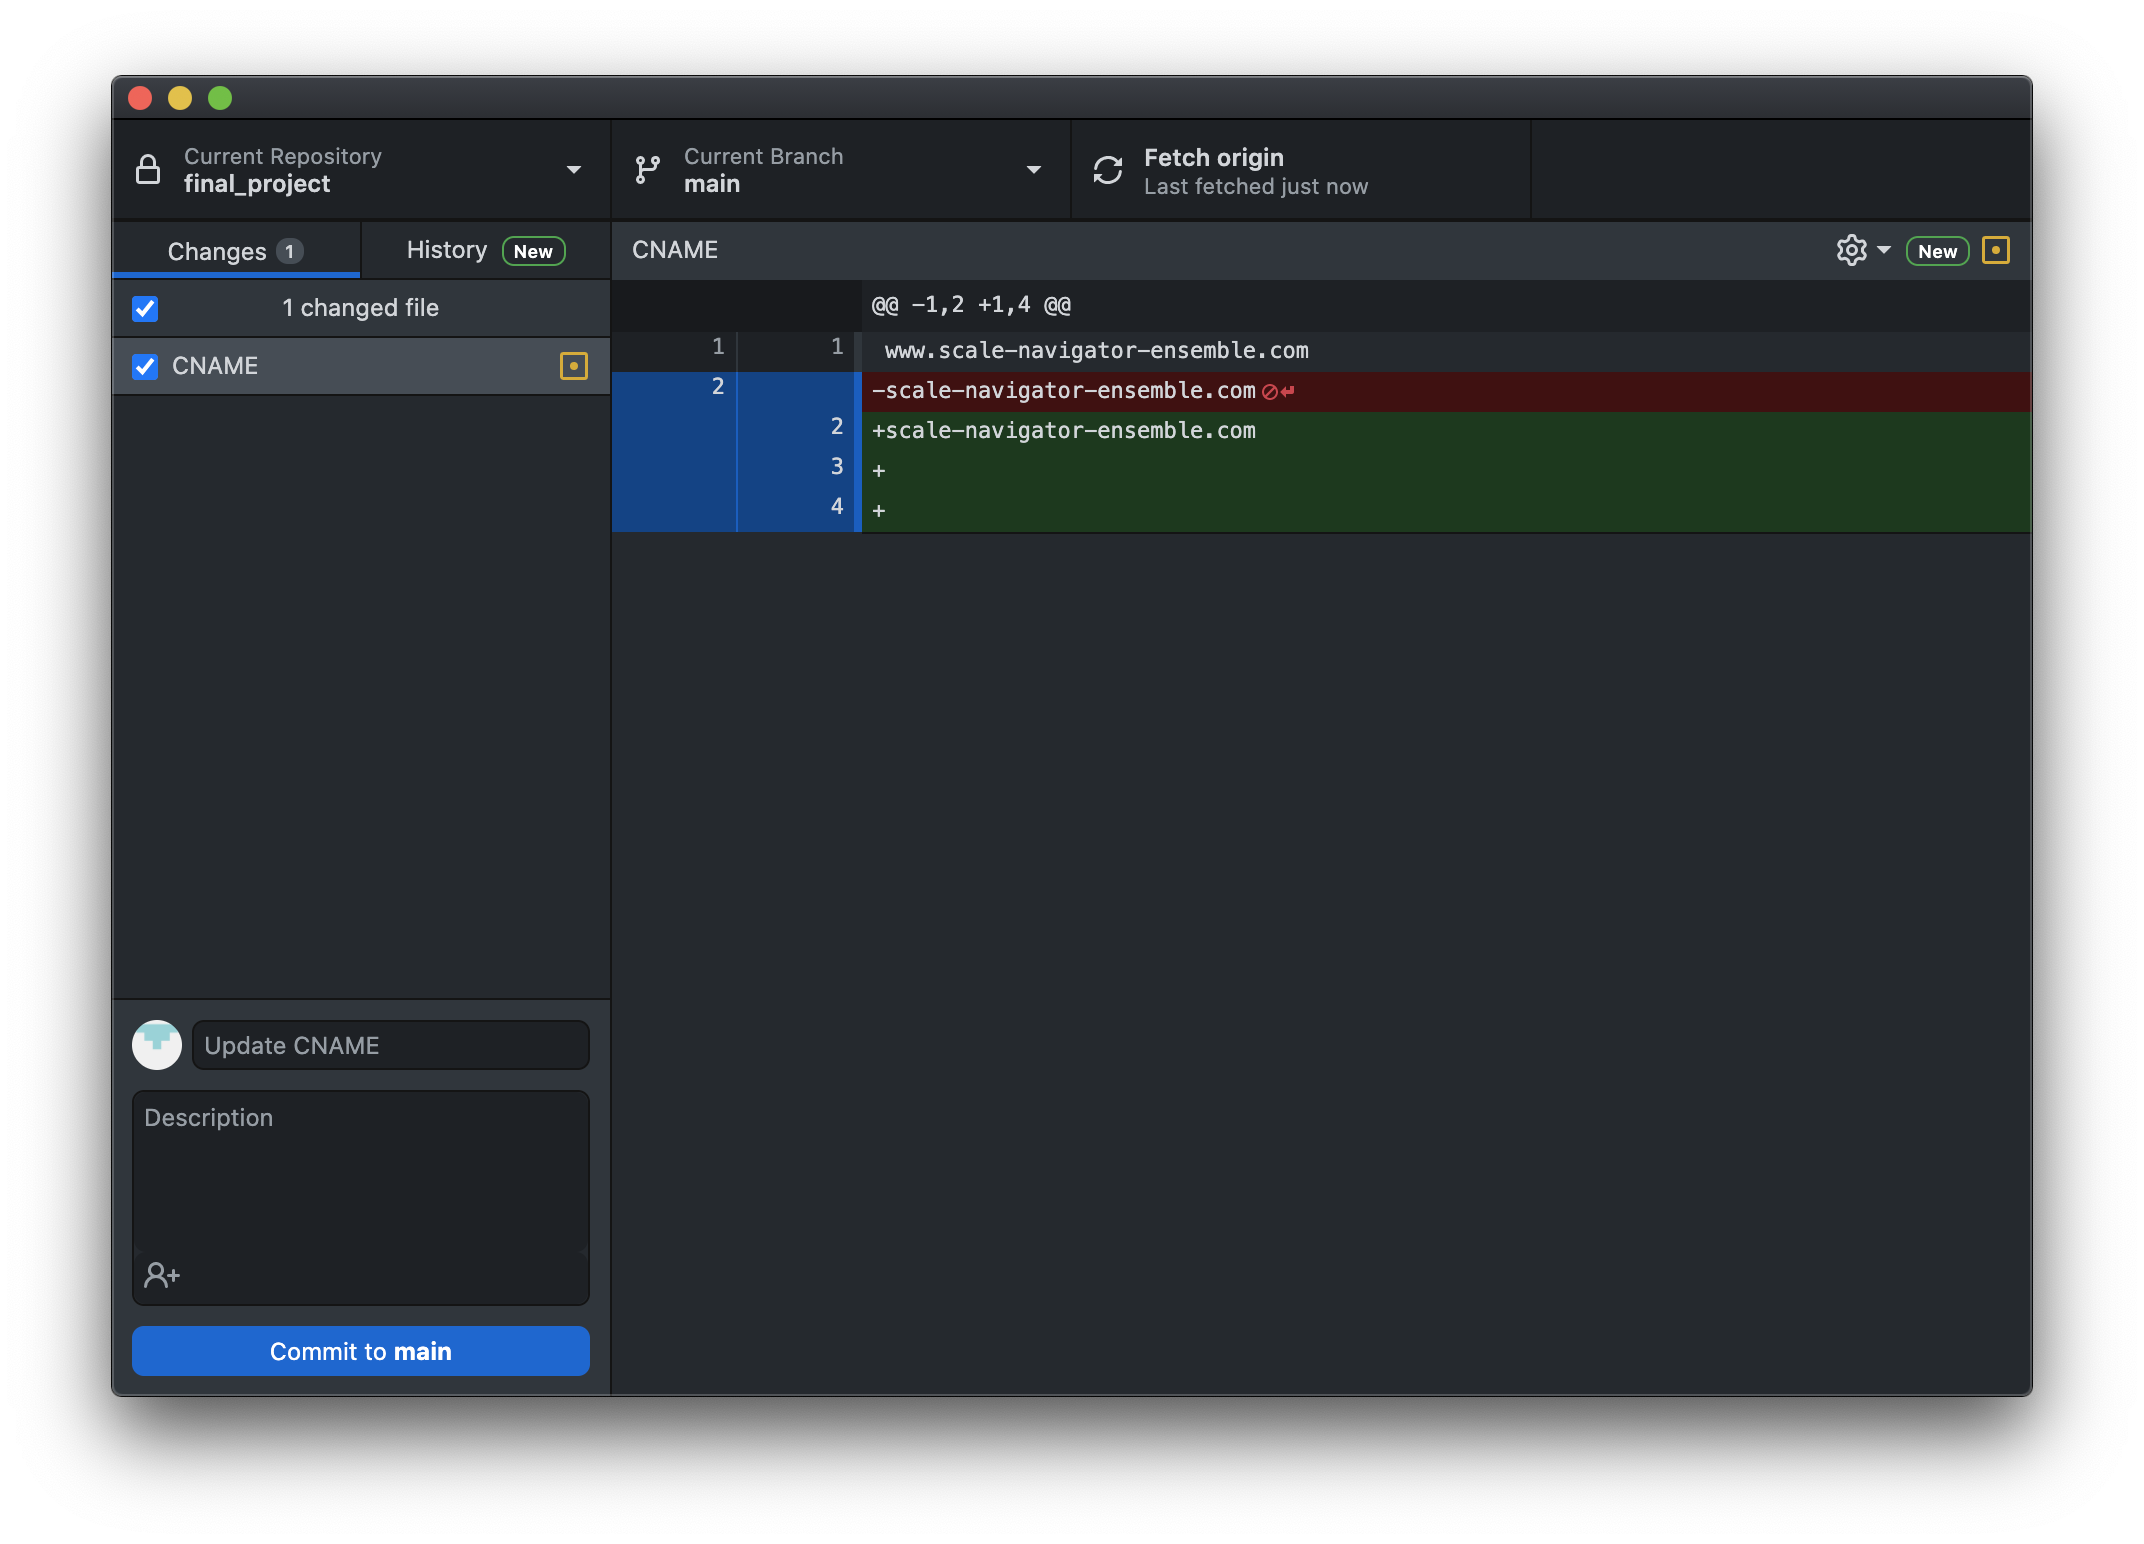 Current Repository
final_project
Current Branch
main
Fetch origin
Last fetched just now
Changes 1
History New
CNAME
New
1 changed file
CNAME
@@ -1,2 +1,4 @@
1 1 www.scale-navigator-ensemble.com
2 -scale-navigator-ensemble.com
2 +scale-navigator-ensemble.com
3 +
4 +
Update CNAME
Description
Commit to main